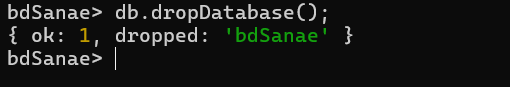 bdSanae> db.dropDatabase();
{ ok: 1, dropped: 'bdSanae' }
bdSanae>